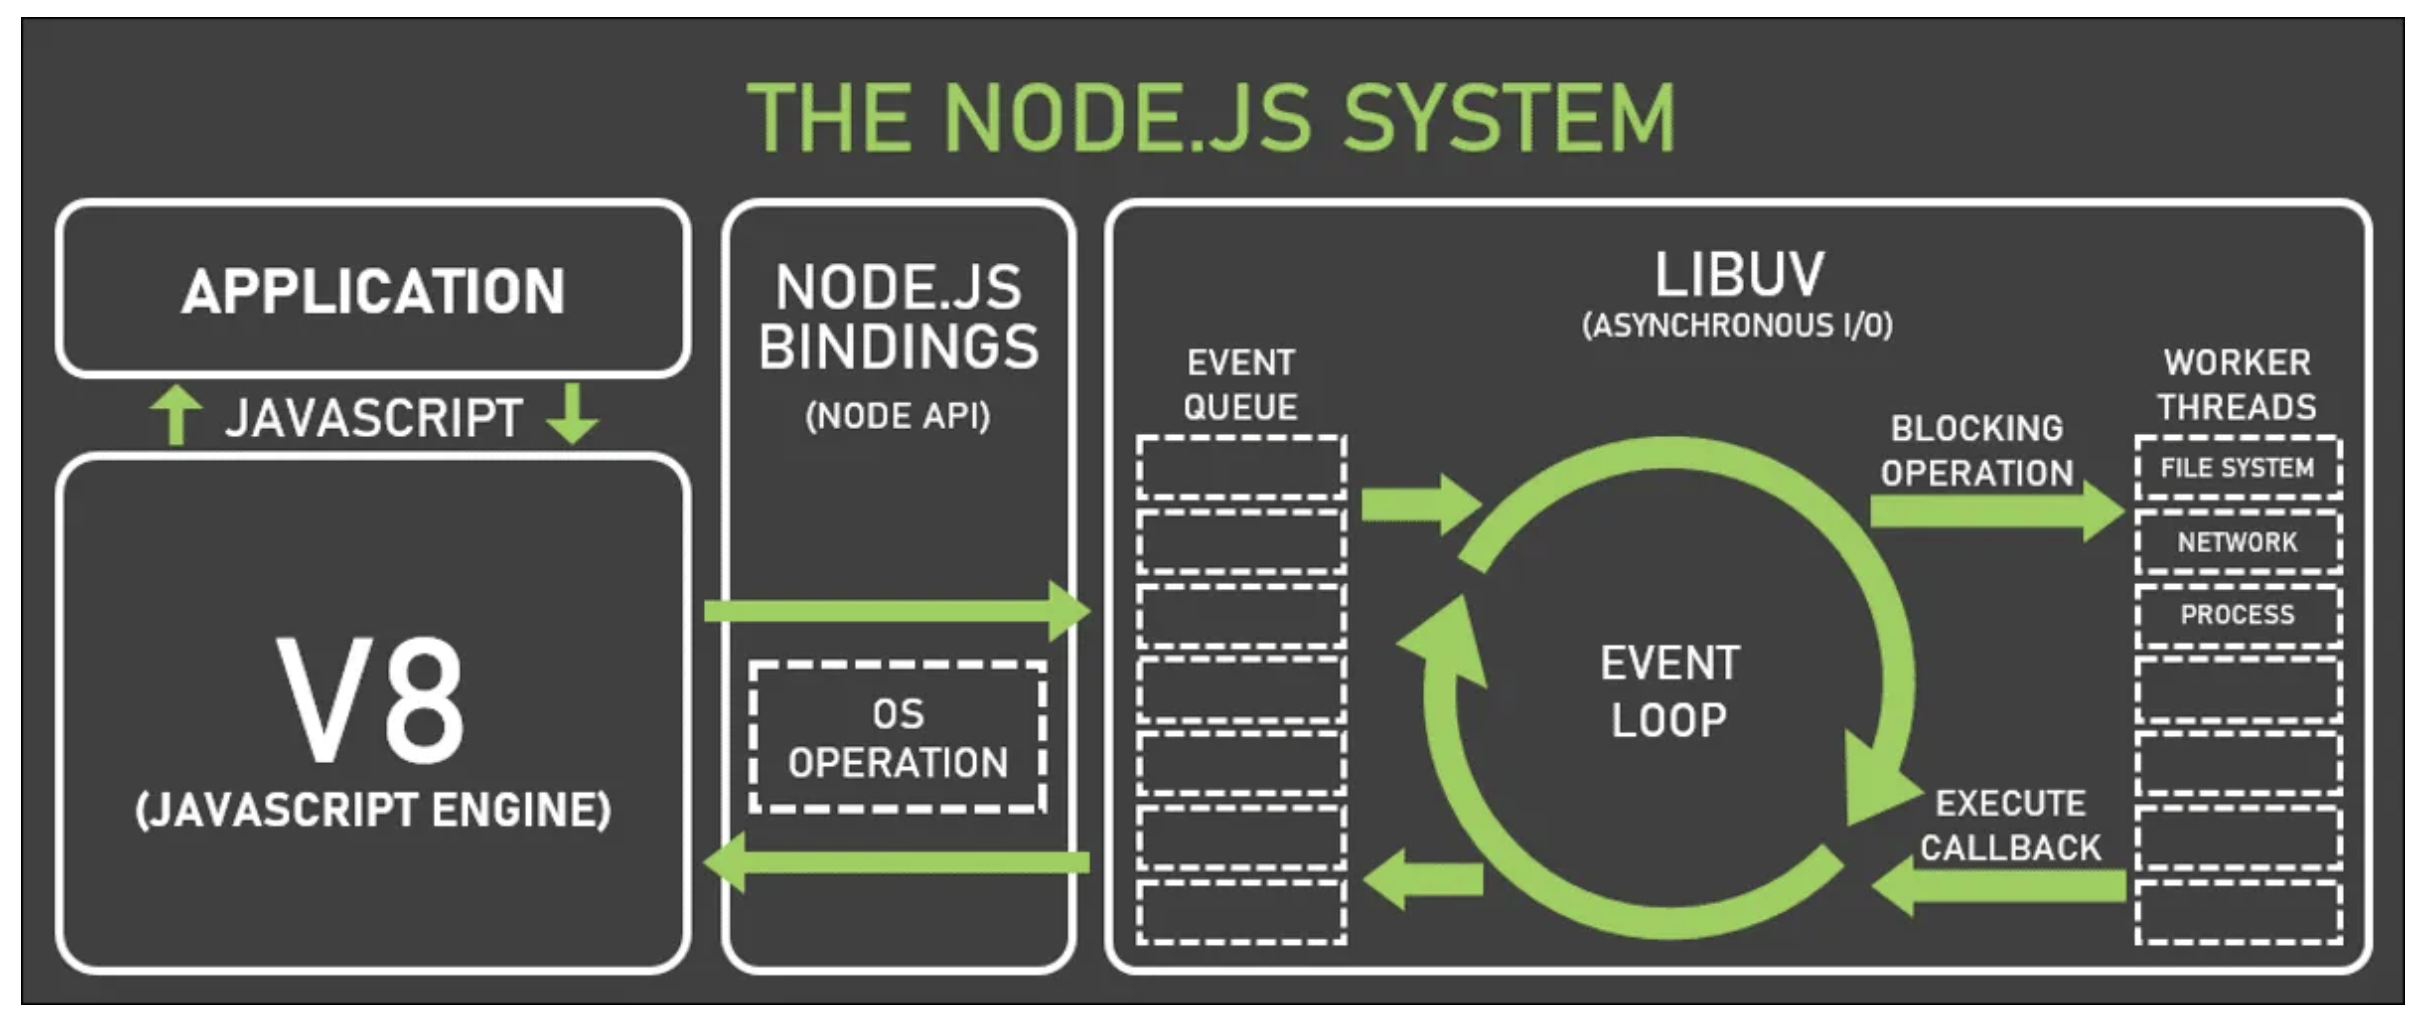 THE NODE.JS SYSTEM
APPLICATION
JAVASCRIPT
V8
(JAVASCRIPT ENGINE)
NODE.JS
BINDINGS
(NODE API)
OS
OPERATION
LIBUV
(ASYNCHRONOUS I/O)
EVENT
QUEUE
EVENT
LOOP
BLOCKING
OPERATION
EXECUTE
CALLBACK
WORKER
THREADS
FILE SYSTEM
NETWORK
PROCESS